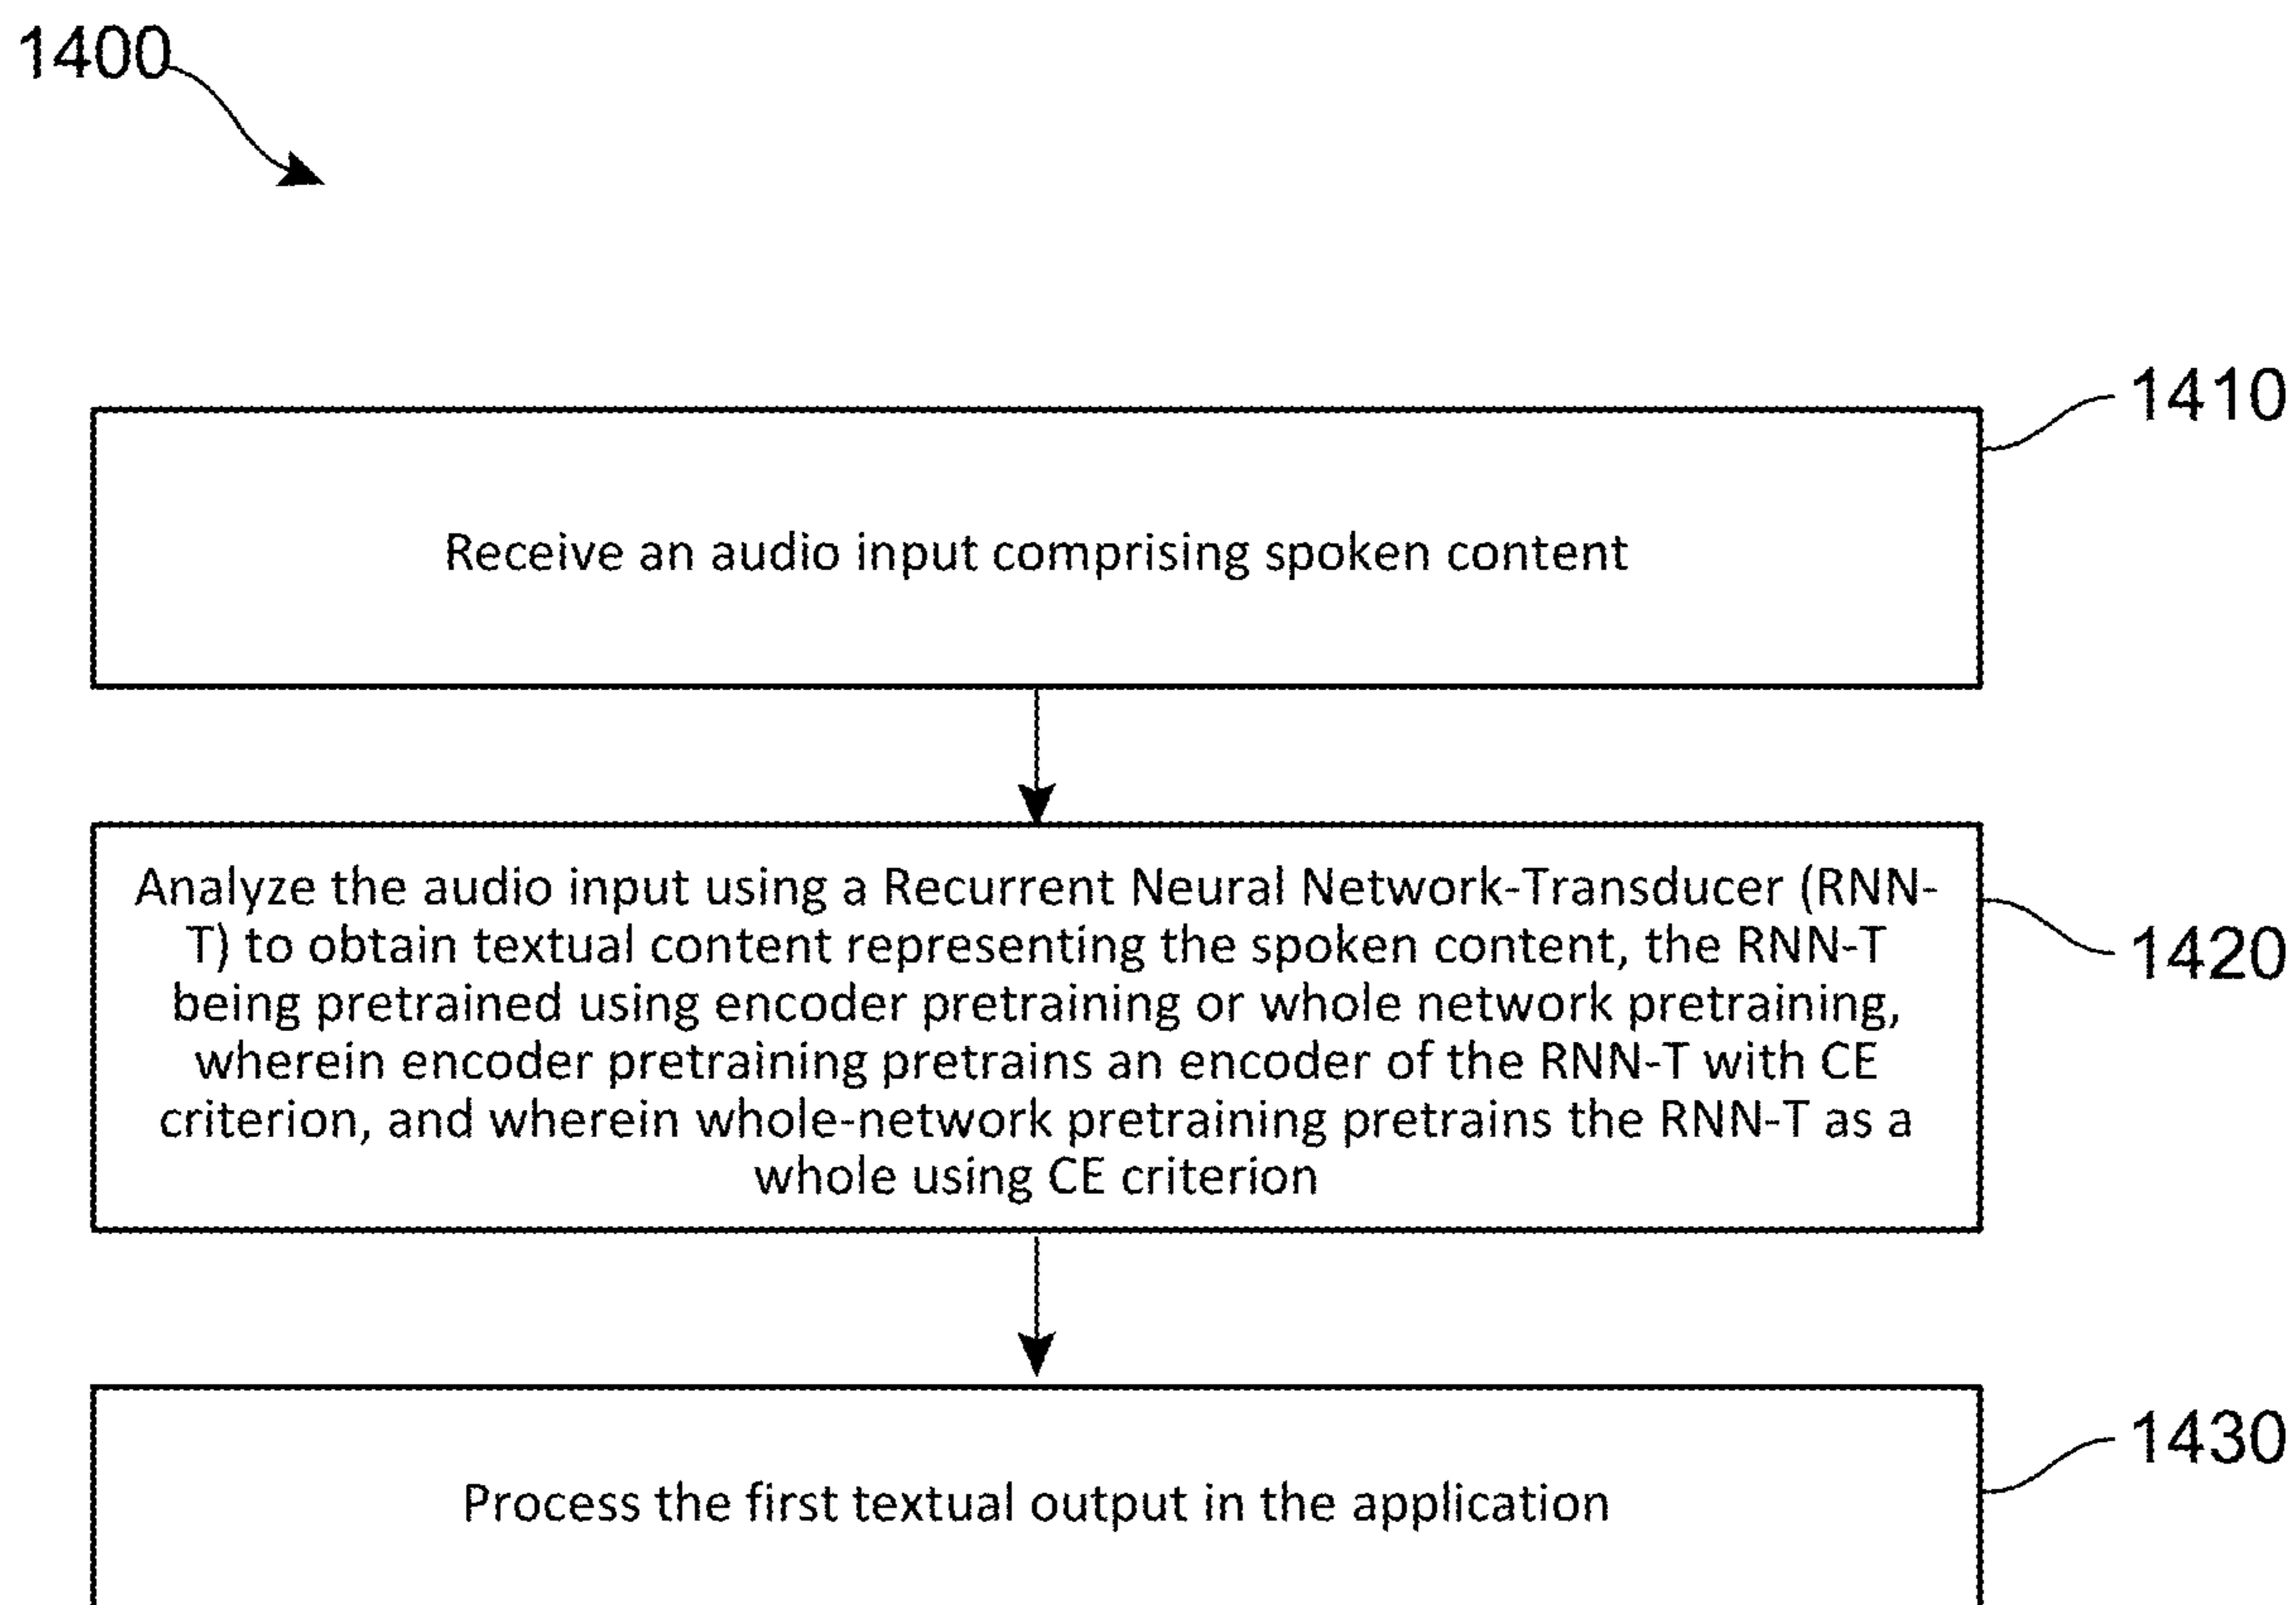 1400
1410
Receive an audio input comprising spoken content
Analyze the audio input using a Recurrent Neural Network-Transducer (RNN-
T) to obtain textual content representing the spoken content, the RNN-T
being pretrained using encoder pretraining or whole network pretraining,
wherein encoder pretraining pretrains an encoder of the RNN-T with CE
criterion, and wherein whole-network pretraining pretrains the RNN-T as a
whole using CE criterion
1420
1430
Process the first textual output in the application